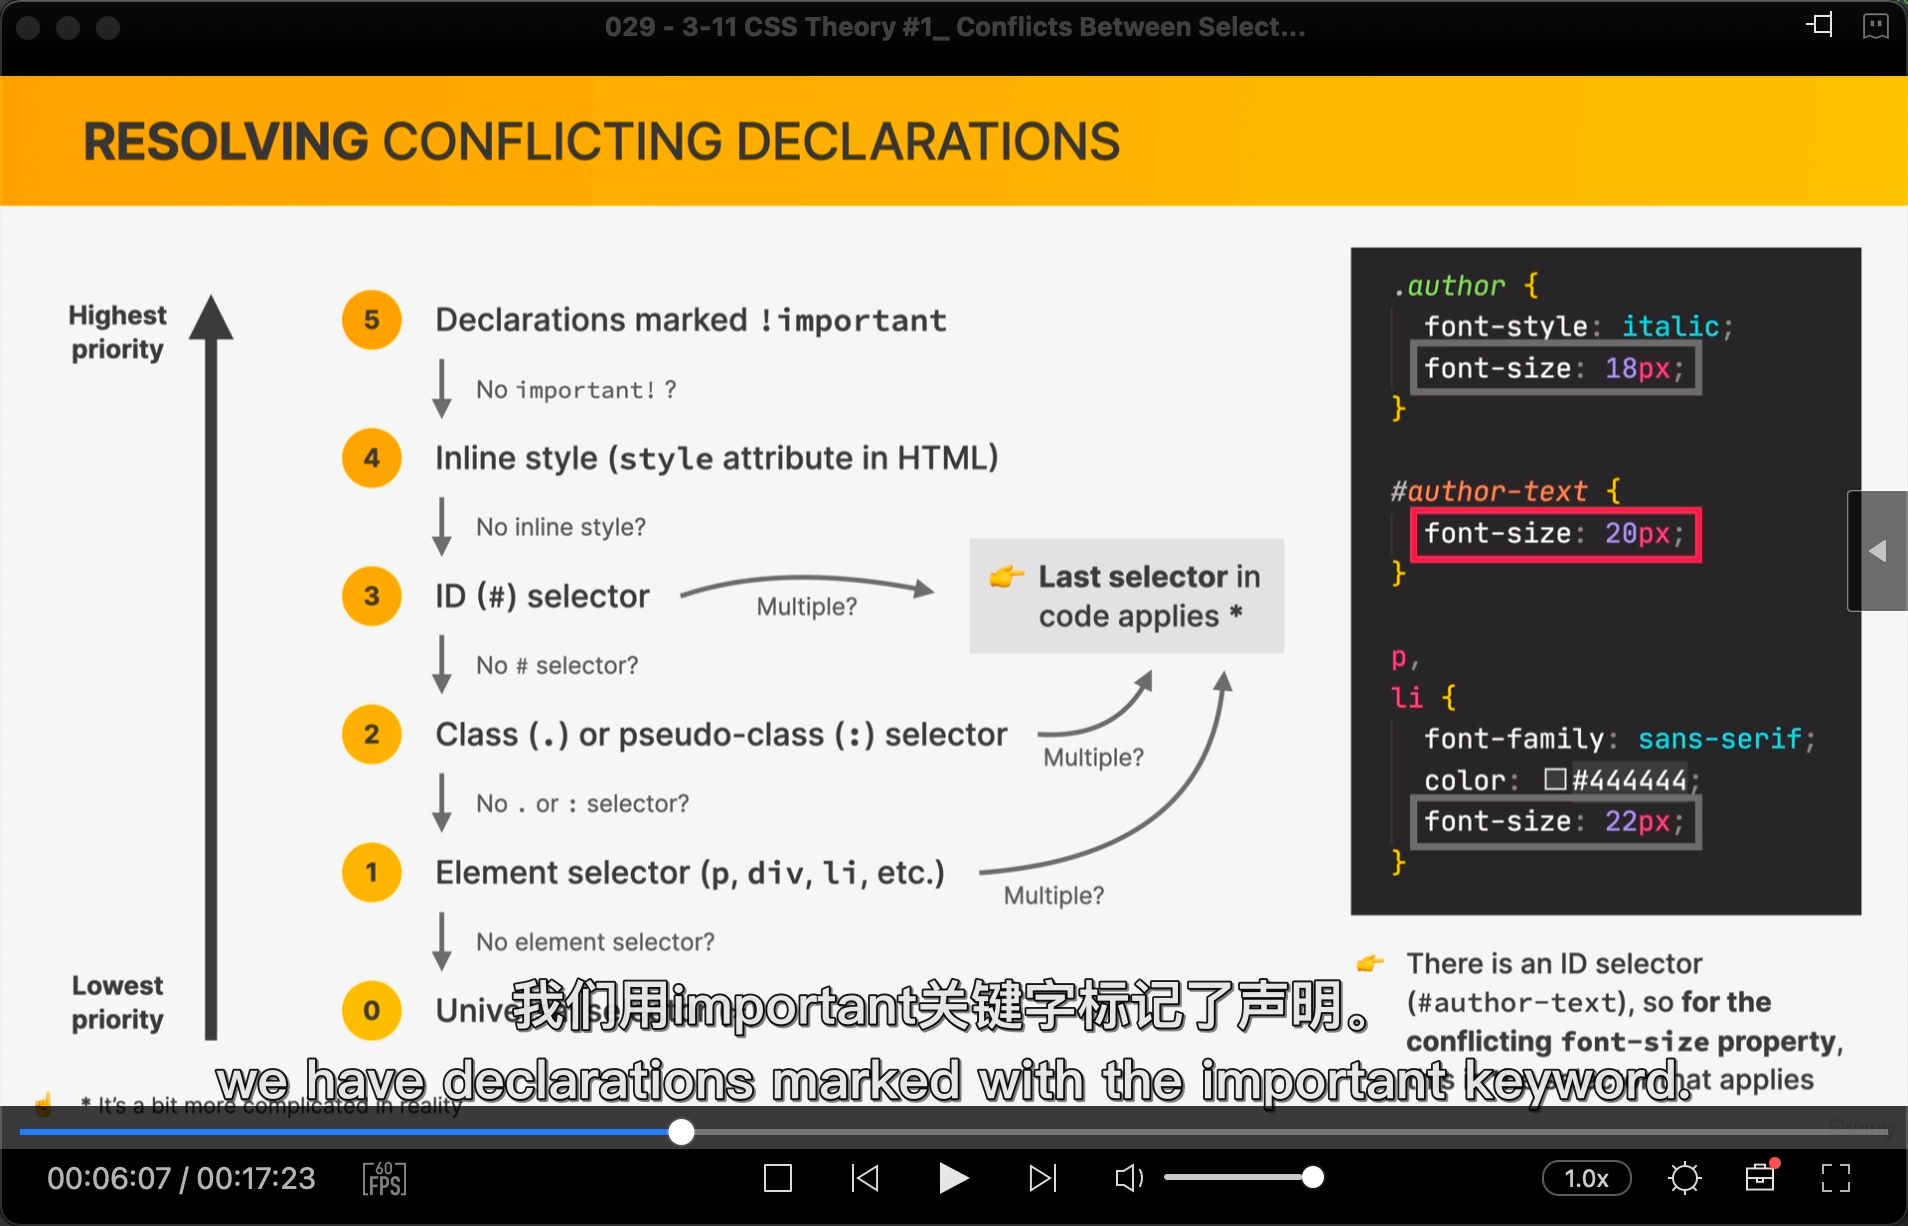 029 - 3-11 CSS Theory #1_ Conflicts Between Select...
RESOLVING CONFLICTING DECLARATIONS
Highest
priority
5 Declarations marked !important
No important! ?
4 Inline style (style attribute in HTML)
No inline style?
3 ID (#) selector
Multiple?
👉 Last selector in
code applies *
No # selector?
2 Class (.) or pseudo-class (:) selector
Multiple?
No . or : selector?
1 Element selector (p, div, li, etc.)
Multiple?
No element selector?
0
Lowest
priority
.author {
font-style: italic;
font-size: 18px;
}
#author-text {
font-size: 20px;
}
p,
li {
font-family: sans-serif;
color: #444444;
font-size: 22px;
}
👉 There is an ID selector
(#author-text), so for the
conflicting font-size property,
that applies
我们用important关键字标记了声明。
we have declarations marked with the important keyword.
☝ * It's a bit more complicated in reality
00:06:07 / 00:17:23
60
FPS
1.0x